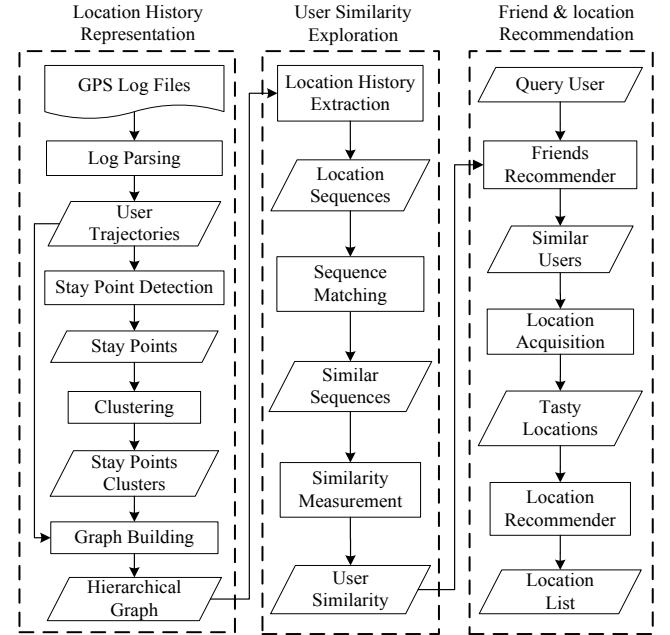 Location History
Representation
GPS Log Files
Log Parsing
User
Trajectories
Stay Point Detection
Stay Points
Clustering
Stay Points
Clusters
Graph Building
Hierarchical
Graph
User Similarity
Exploration
Location History
Extraction
Location
Sequences
Sequence
Matching
Similar
Sequences
Similarity
Measurement
User
Similarity
Friend & location
Recommendation
Query User
Friends
Recommender
Similar
Users
Location
Acquisition
Tasty
Locations
Location
Recommender
Location
List